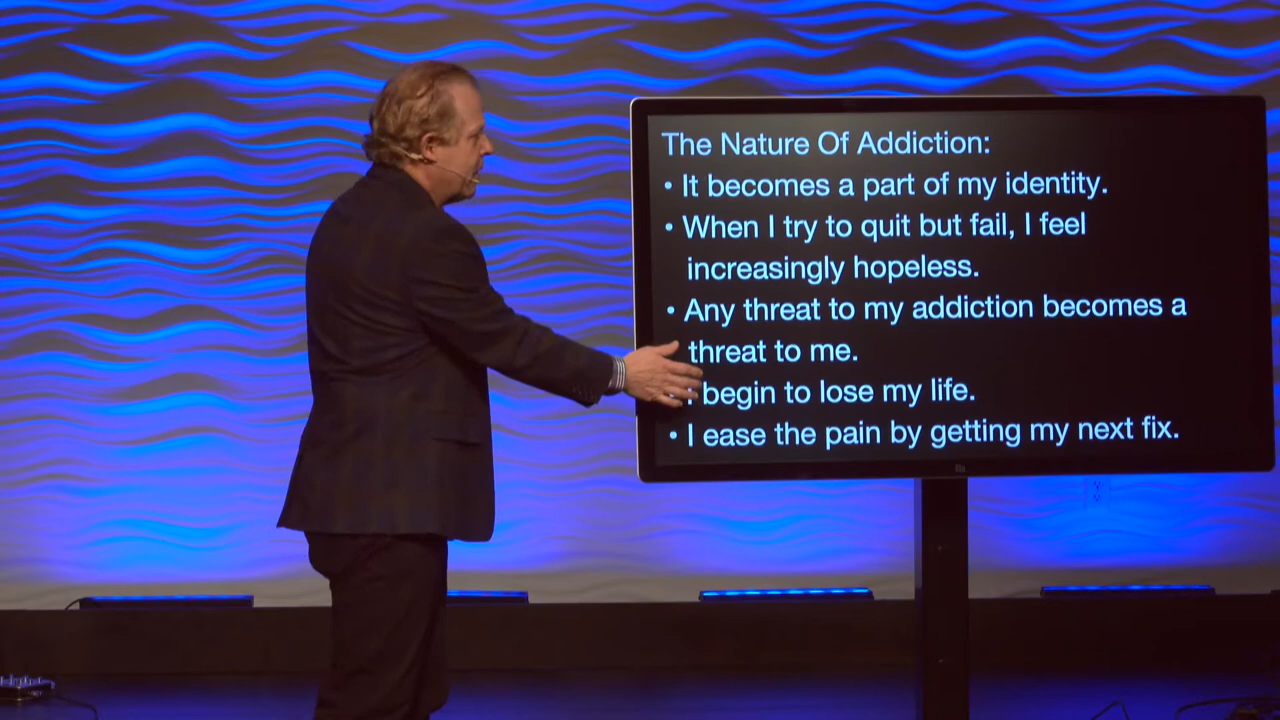 The Nature Of Addiction:
• It becomes a part of my identity.
• When I try to quit but fail, I feel
increasingly hopeless.
• Any threat to my addiction becomes a
threat to me.
begin to lose my life.
• I ease the pain by getting my next fix.